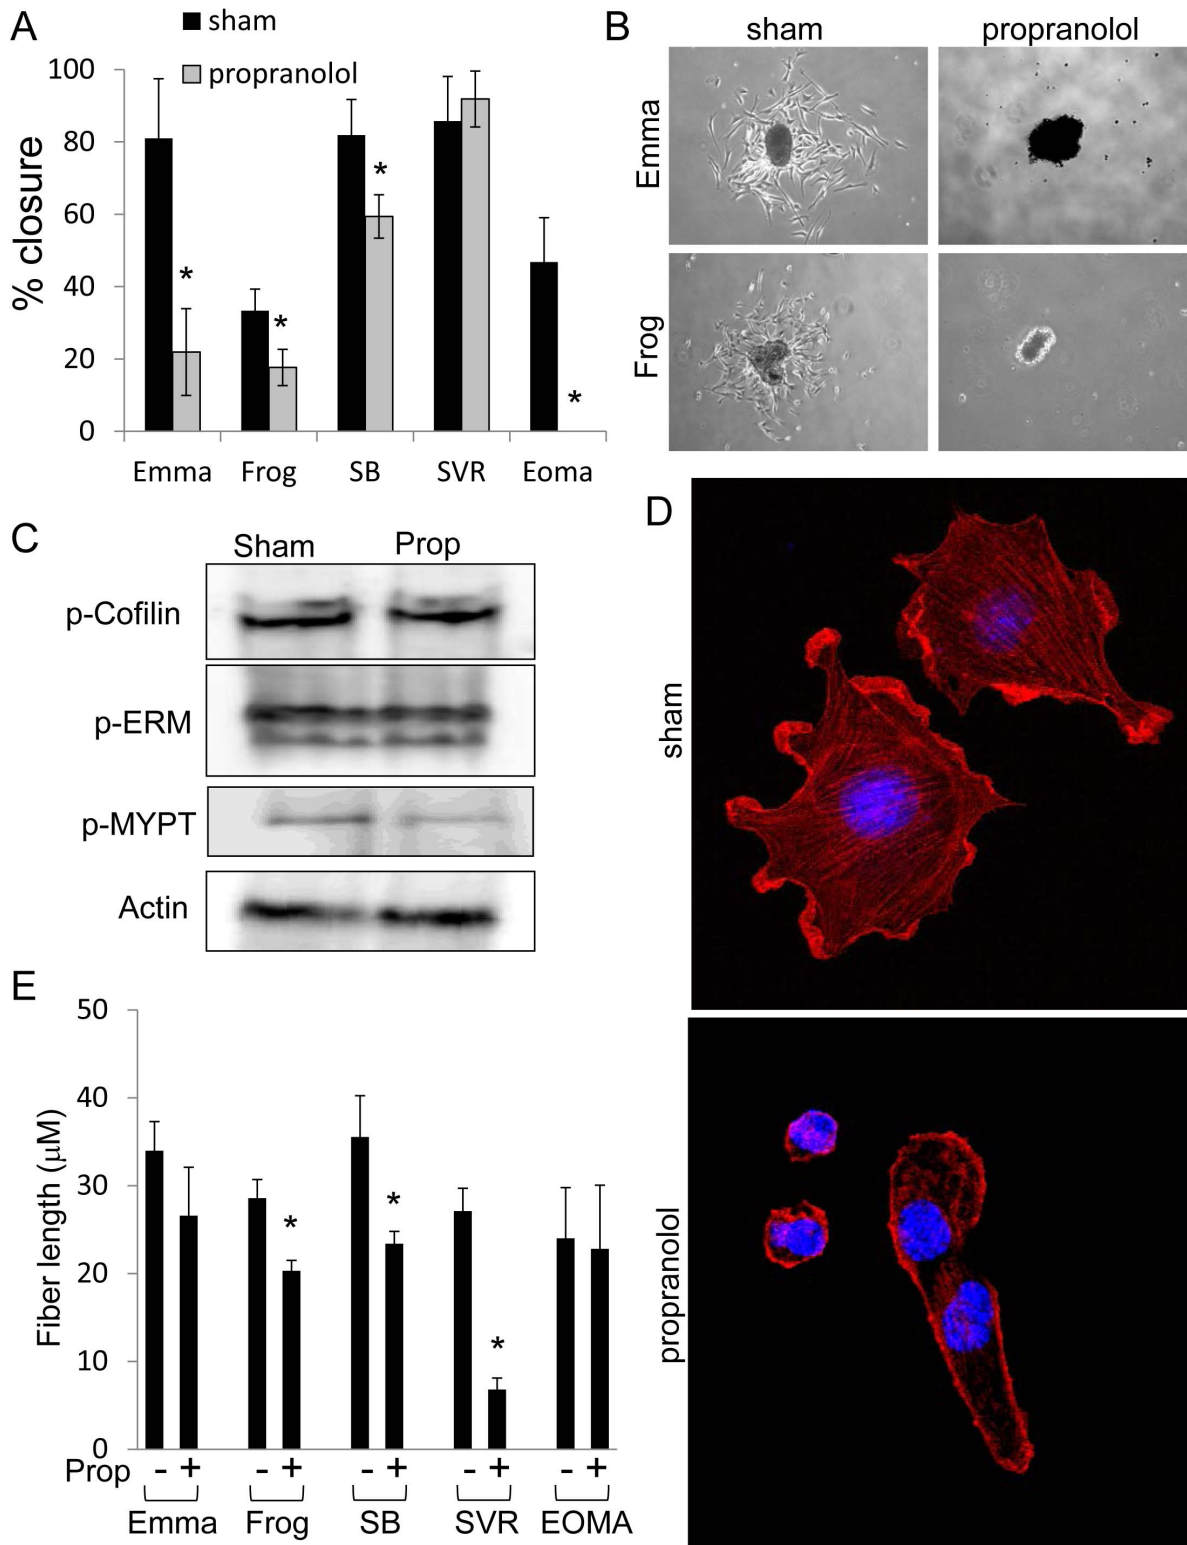 A
sham
propranolol
% closure
100
80
60
40
20
0
*
*
*
*
Emma
Frog
SB
SVR
Eoma
B
sham
propranolol
Emma
Frog
C
Sham
Prop
p-Cofilin
p-ERM
p-MYPT
Actin
D
sham
propranolol
E
Fiber length (μM)
50
40
30
20
10
0
*
*
*
Prop - + - + - + - + - +
Emma Frog SB SVR EOMA